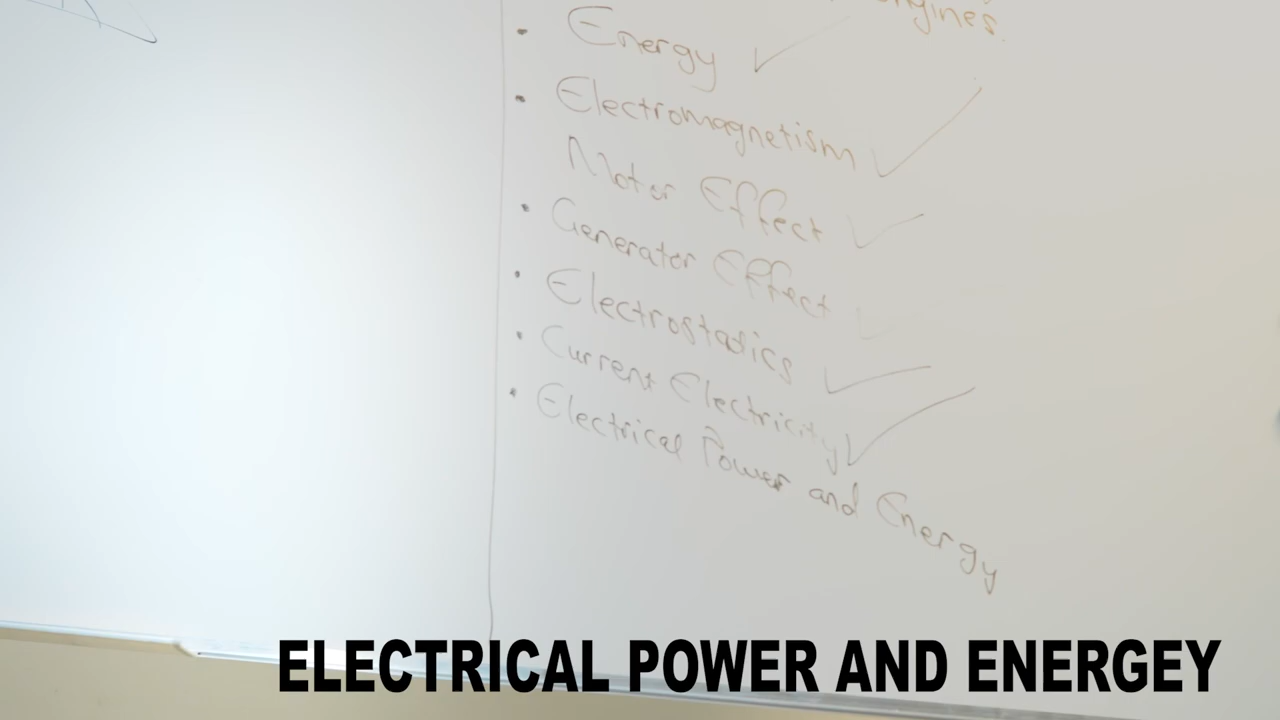 • Energy ✓
• Electromagnetism ✓
Motor Effect ✓
• Generator Effect ✓
• Electrostatics ✓
• Current Electricity ✓
• Electrical Power and Energy
ELECTRICAL POWER AND ENERGEY